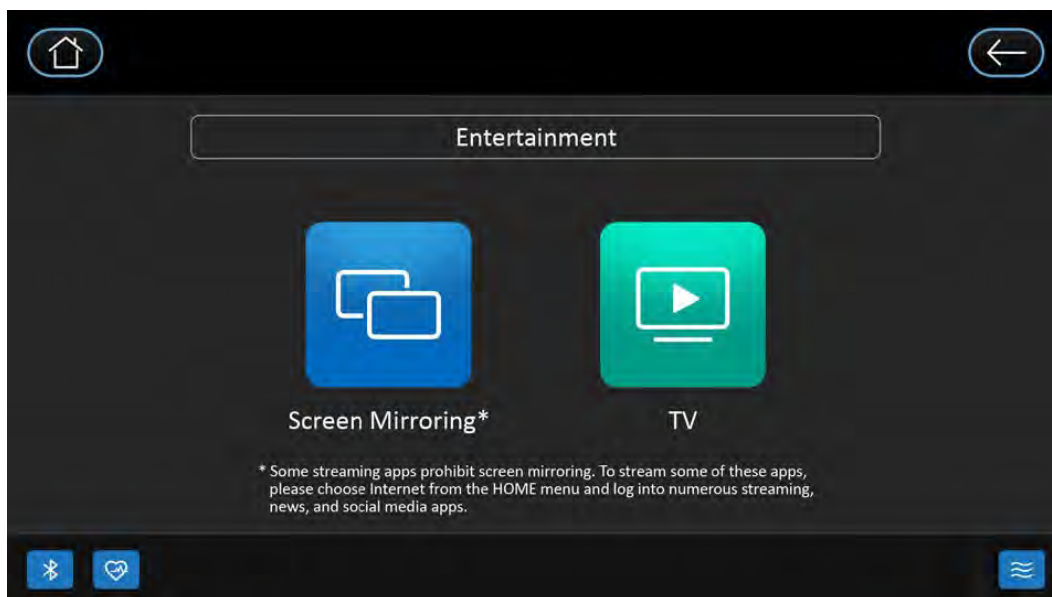 Entertainment
Screen Mirroring*
TV
* Some streaming apps prohibit screen mirroring. To stream some of these apps,
please choose Internet from the HOME menu and log into numerous streaming,
news, and social media apps.